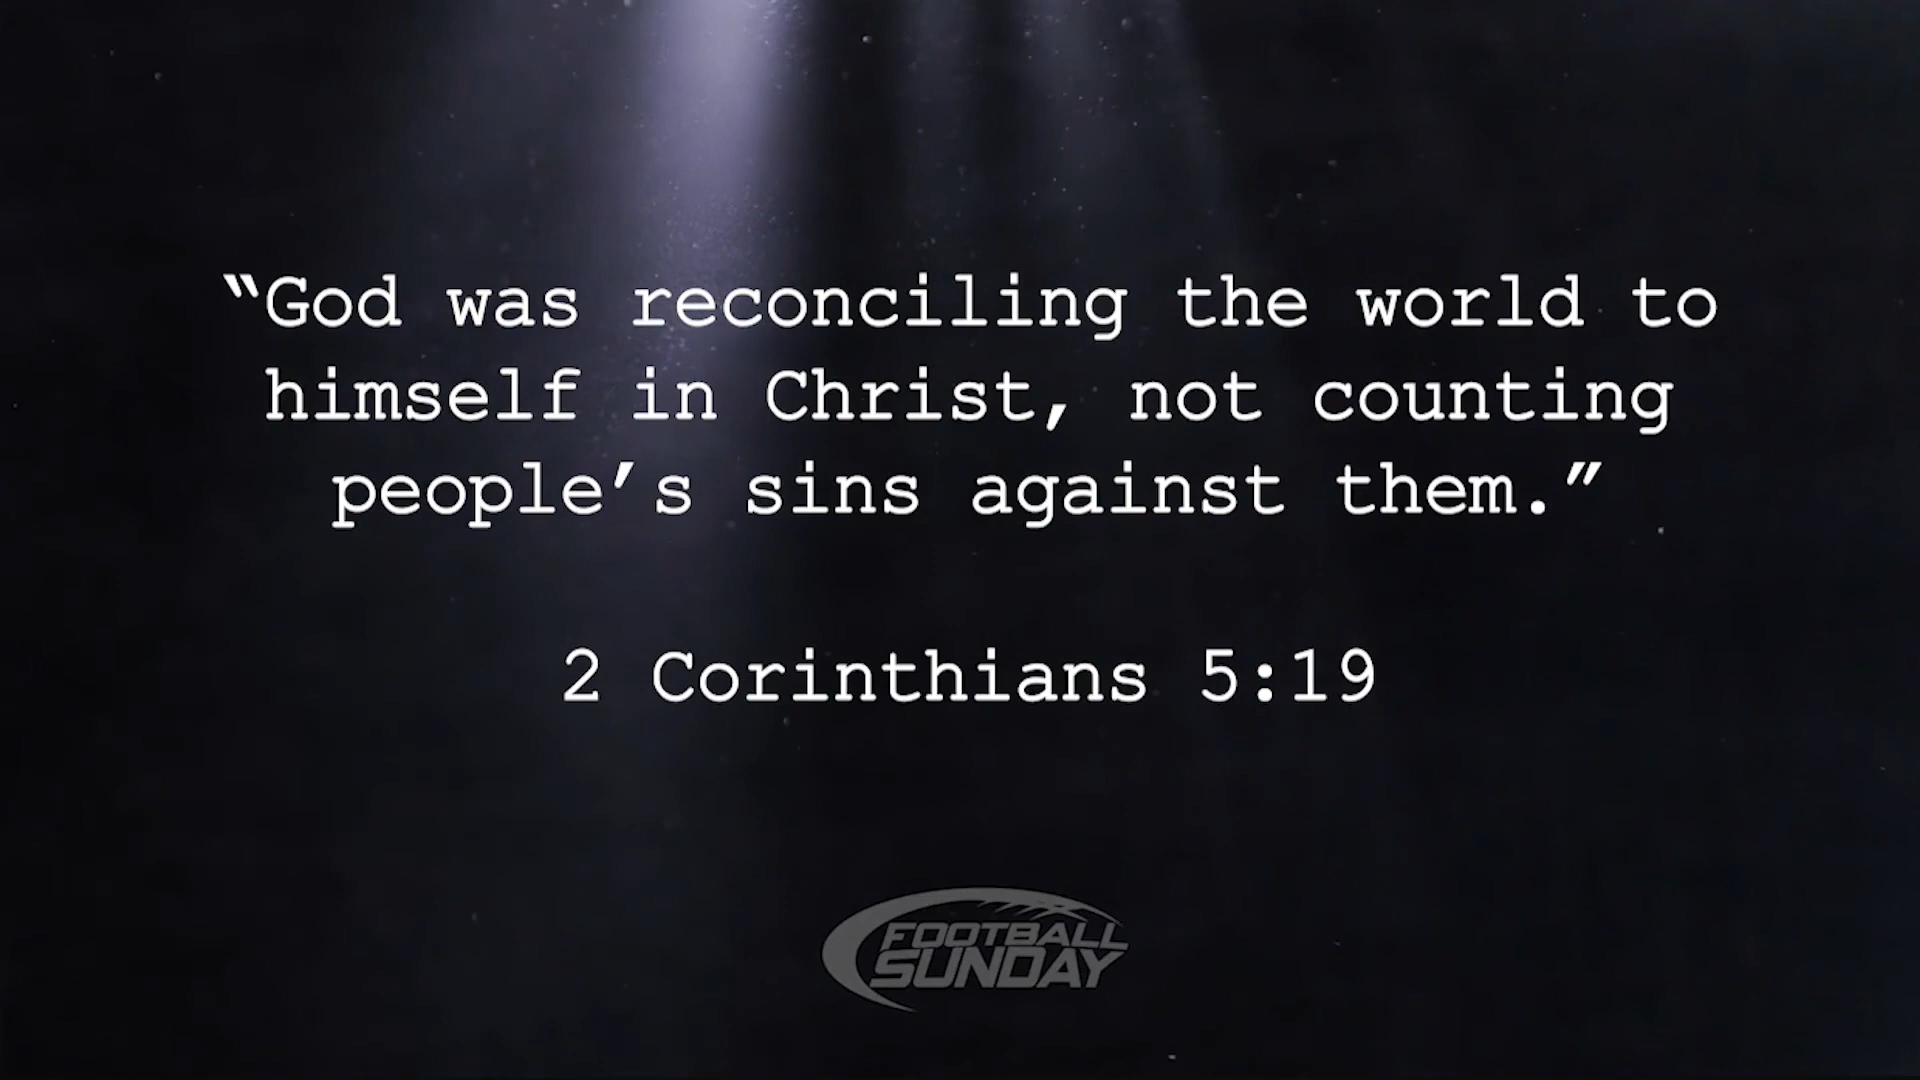 “God was reconciling the world to
himself in Christ, not counting
people’s sins against them.”
2 Corinthians 5:19
FOOTBALL
SUNDAY